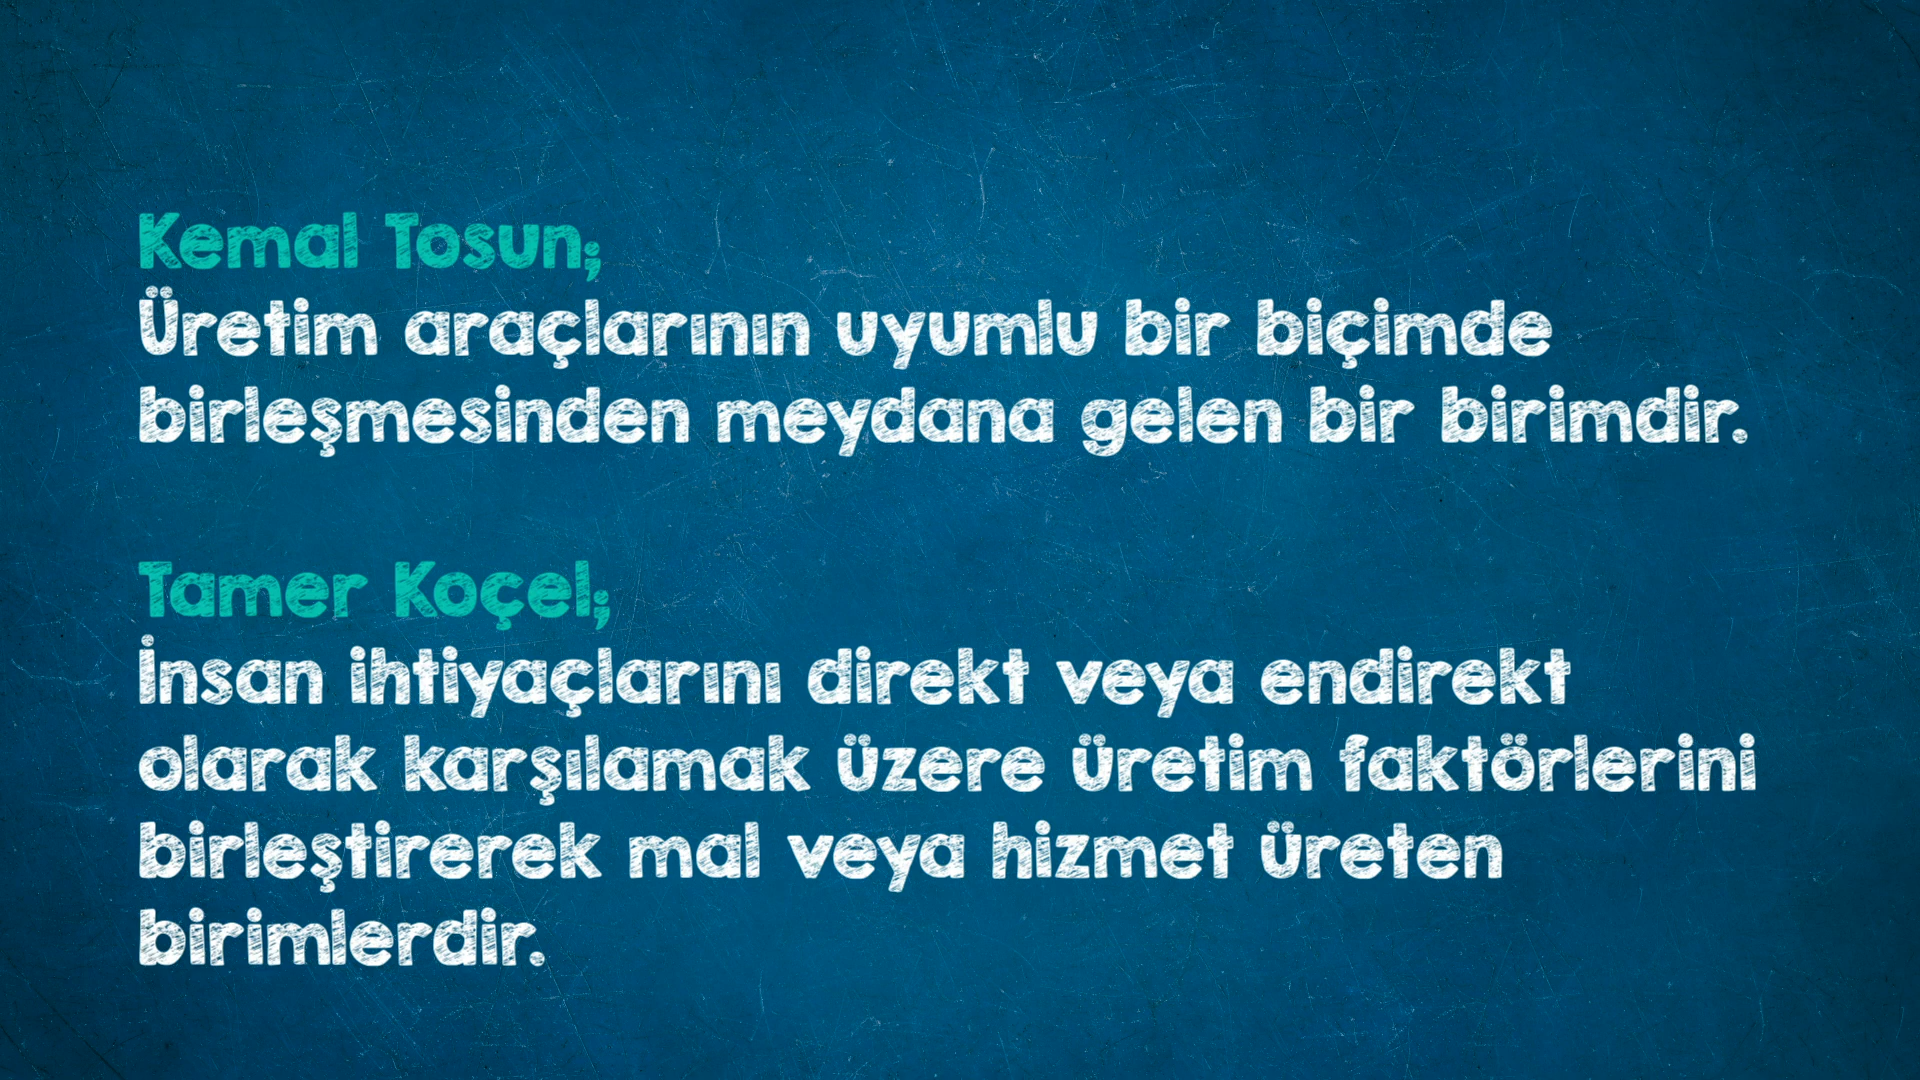 Kemal Tosun;
Üretim araçlarının uyumlu bir biçimde
birleşmesinden meydana gelen bir birimdir.
Tamer Koçel;
İnsan ihtiyaçlarını direkt veya endirekt
olarak karşılamak üzere üretim faktörlerini
birleştirerek mal veya hizmet üreten
birimlerdir.